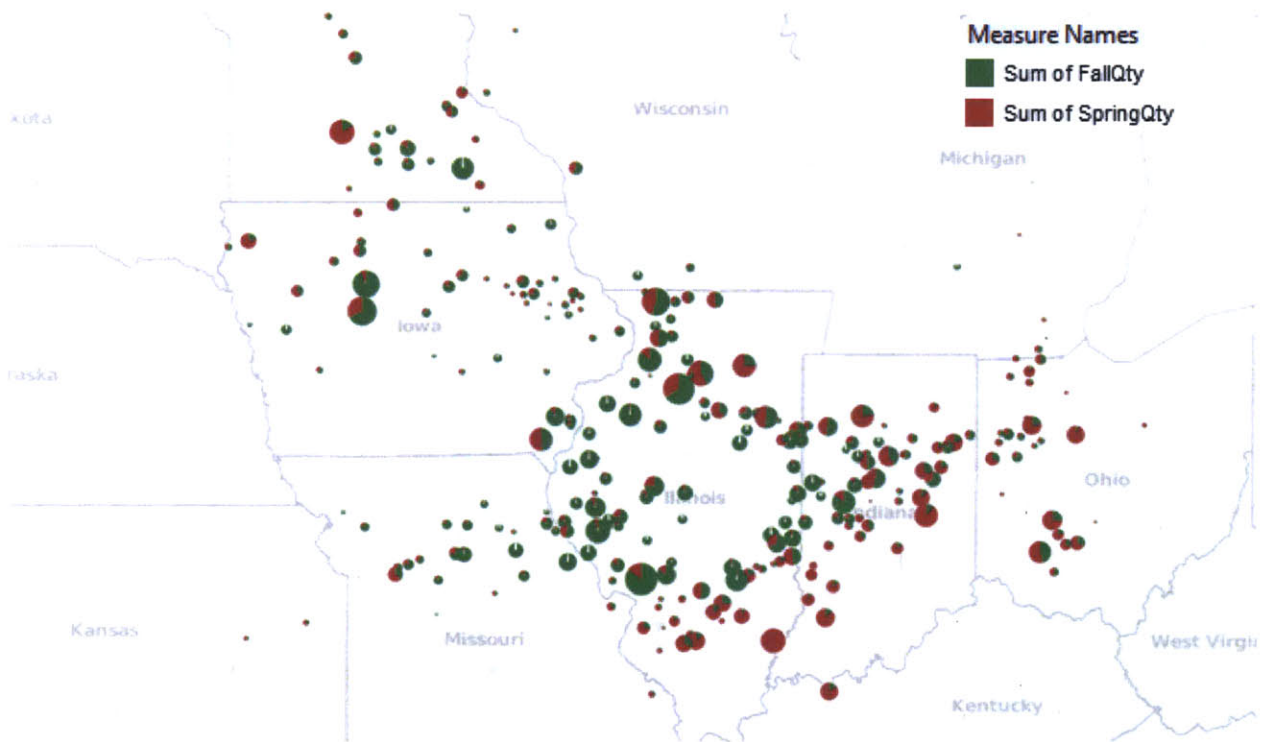 Measure Names
Sum of FallQty
Sum of SpringQty
Wisconsin
Michigan
Iowa
Illinois
Indiana
Ohio
Kansas
Missouri
West Virgi
Kentucky